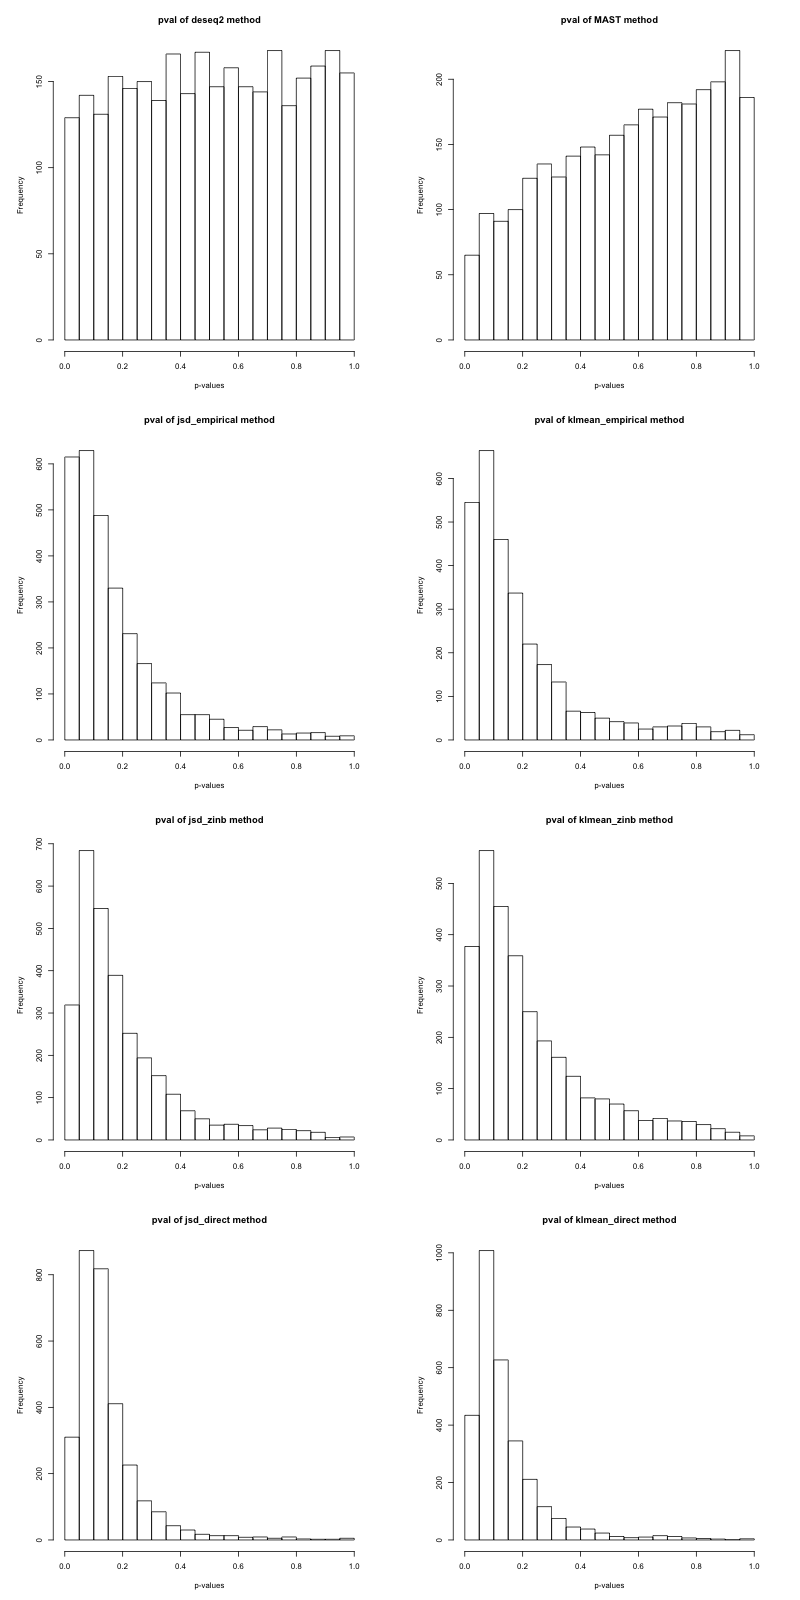 pval of deseq2 method
Frequency
150
100
50
0
0.0 0.2 0.4 0.6 0.8 1.0
p-values
pval of MAST method
Frequency
200
150
100
50
0
0.0 0.2 0.4 0.6 0.8 1.0
p-values
pval of jsd_empirical method
Frequency
600
500
400
300
200
100
0
0.0 0.2 0.4 0.6 0.8 1.0
p-values
pval of klmean_empirical method
Frequency
600
500
400
300
200
100
0
0.0 0.2 0.4 0.6 0.8 1.0
p-values
pval of jsd_zinb method
Frequency
700
600
500
400
300
200
100
0
0.0 0.2 0.4 0.6 0.8 1.0
p-values
pval of klmean_zinb method
Frequency
500
400
300
200
100
0
0.0 0.2 0.4 0.6 0.8 1.0
p-values
pval of jsd_direct method
Frequency
800
600
400
200
0
0.0 0.2 0.4 0.6 0.8 1.0
p-values
pval of klmean_direct method
Frequency
1000
800
600
400
200
0
0.0 0.2 0.4 0.6 0.8 1.0
p-values